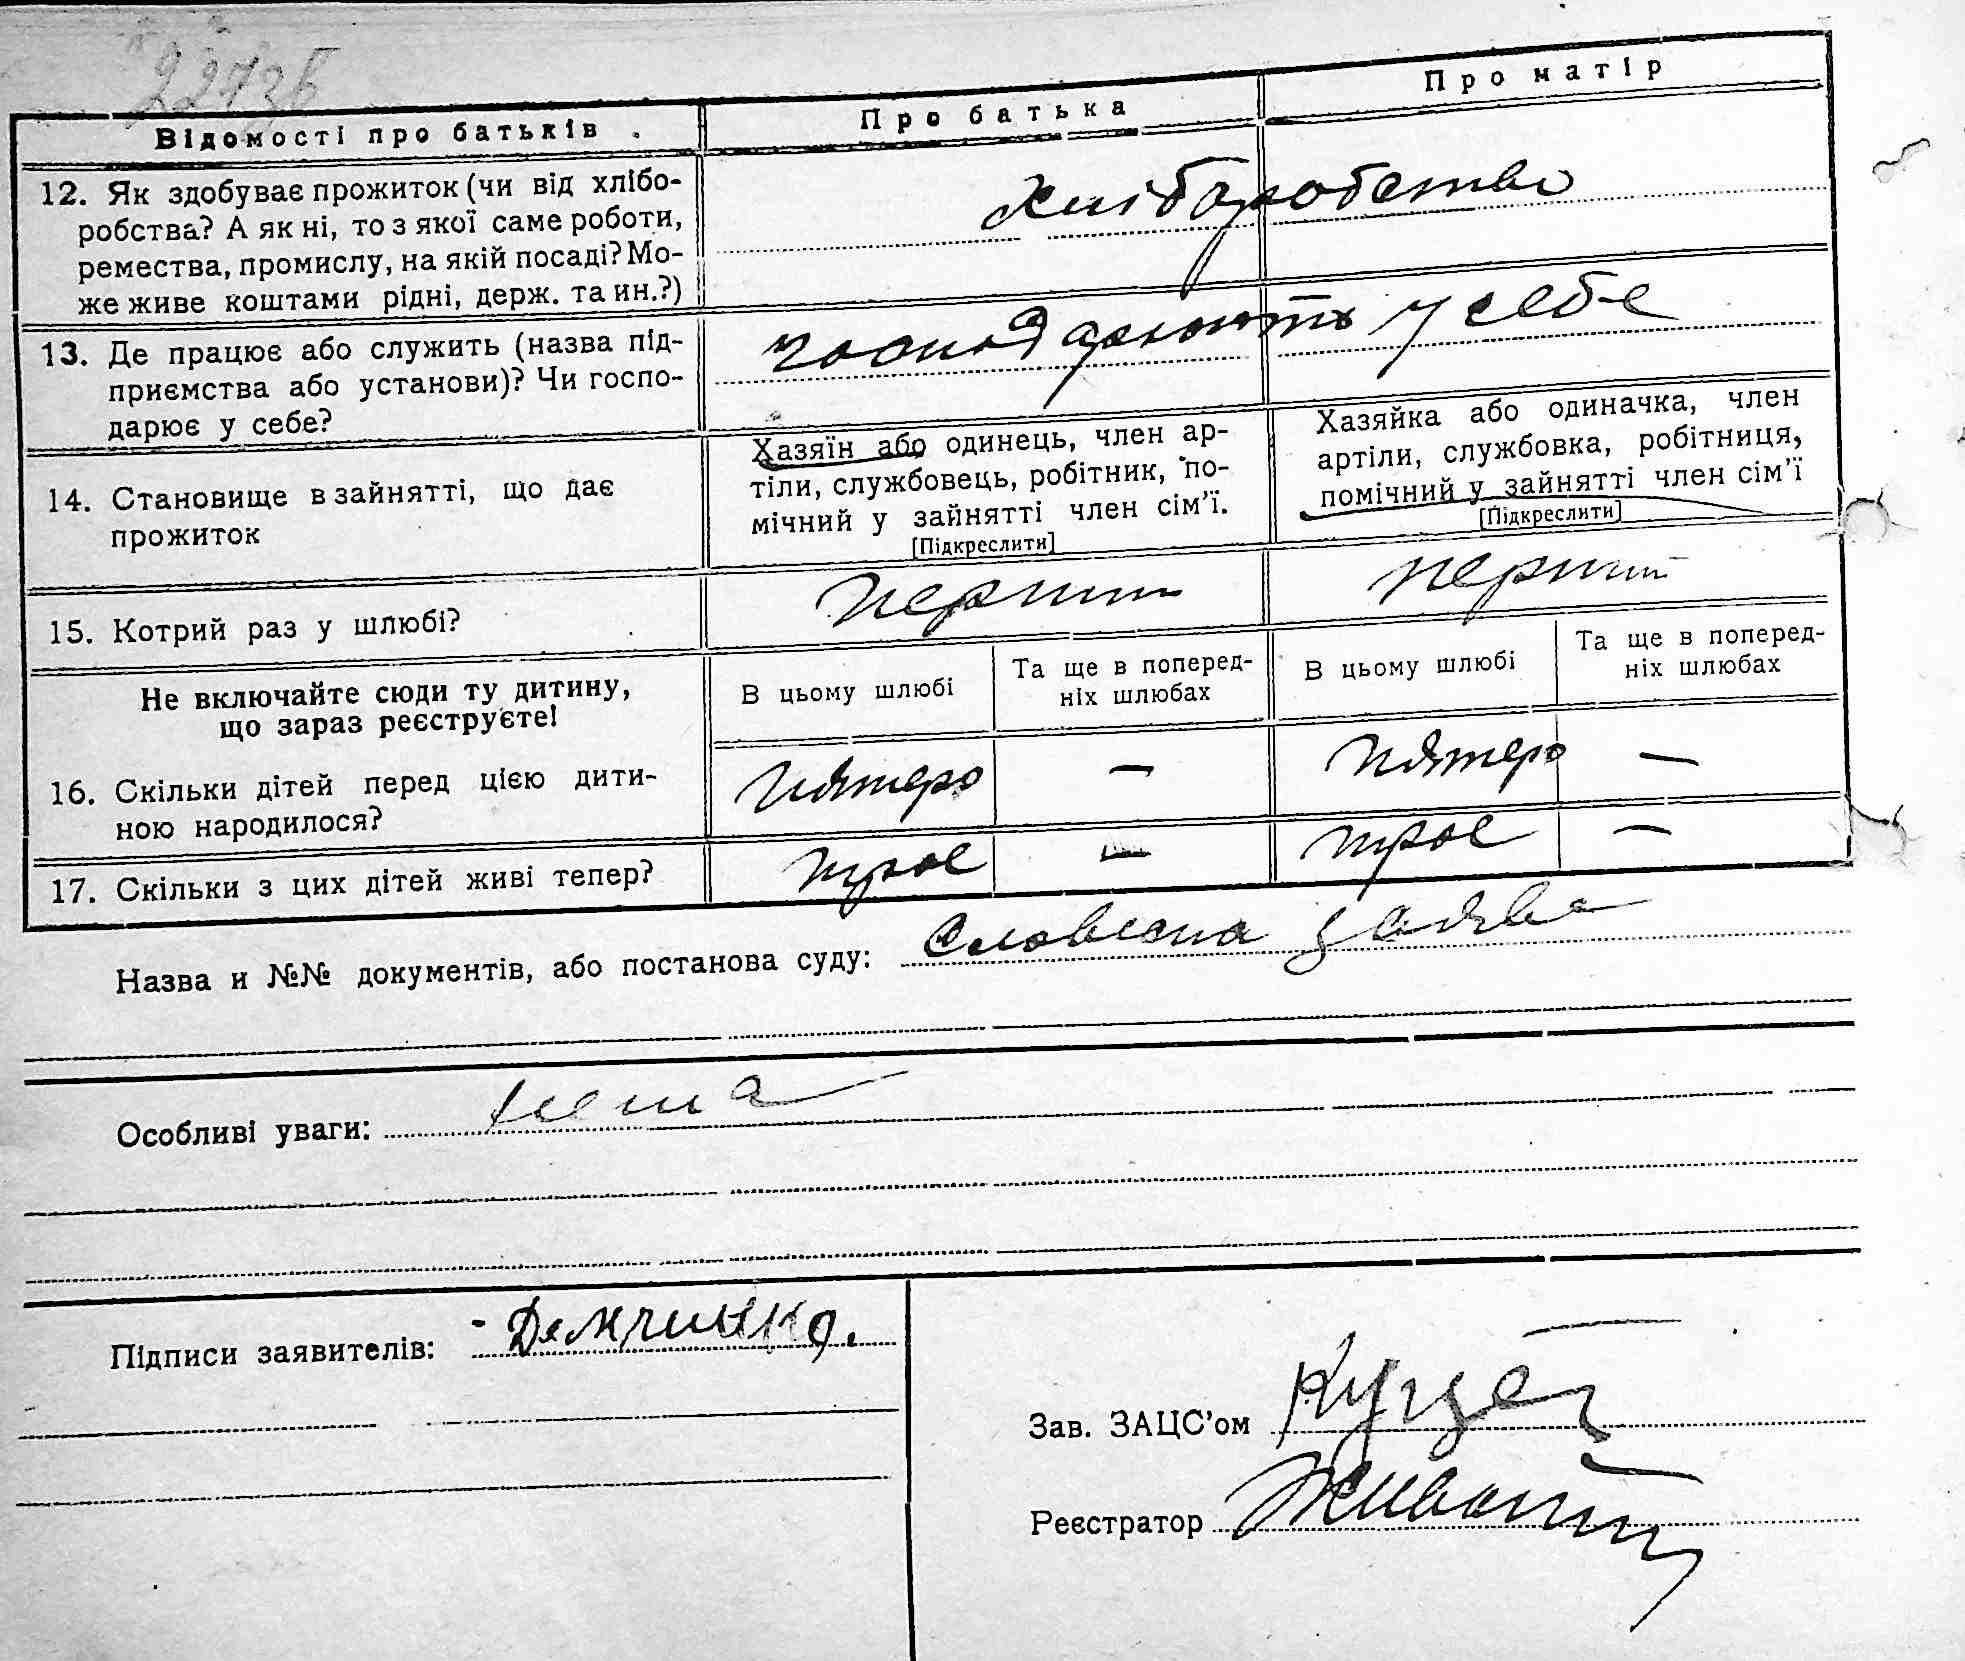 Відомості про батьків
Про батька
Про матір
12. Як здобуває прожиток (чи від хлібо-
робства? А як ні, то з якої саме роботи,
ремества, промислу, на якій посаді? Мо-
же живе коштами рідні, держ. та ин.?)
Хліборобство
13. Де працює або служить (назва під-
приємства або установи)? Чи госпо-
дарює у себе?
господарюють у себе
14. Становище в зайнятті, що дає
прожиток
Хазяїн або одинець, член ар-
тіли, службовець, робітник, по-
мічний у зайнятті член сім'ї.
[Підкреслити]
Хазяйка або одиначка, член
артіли, службовка, робітниця,
помічний у зайнятті член сім'ї
[Підкреслити]
15. Котрий раз у шлюбі?
перший
перший
Не включайте сюди ту дитину,
що зараз реєструєте!
В цьому шлюбі
Та ще в поперед-
ніх шлюбах
В цьому шлюбі
Та ще в поперед-
ніх шлюбах
16. Скільки дітей перед цією дити-
ною народилося?
пятеро — пятеро —
17. Скільки з цих дітей живі тепер?
троє — троє —
Назва и №№ документів, або постанова суду: Словесна заява
Особливі уваги: нема
Підписи заявителів: Демченко.
Зав. ЗАЦС'ом
Реєстратор